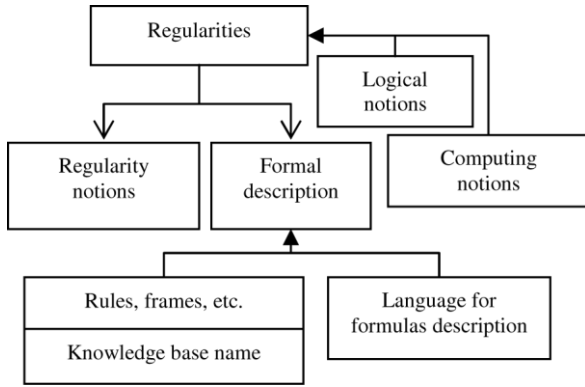 Regularities
Logical
notions
Computing
notions
Regularity
notions
Formal
description
Rules, frames, etc.
Knowledge base name
Language for
formulas description